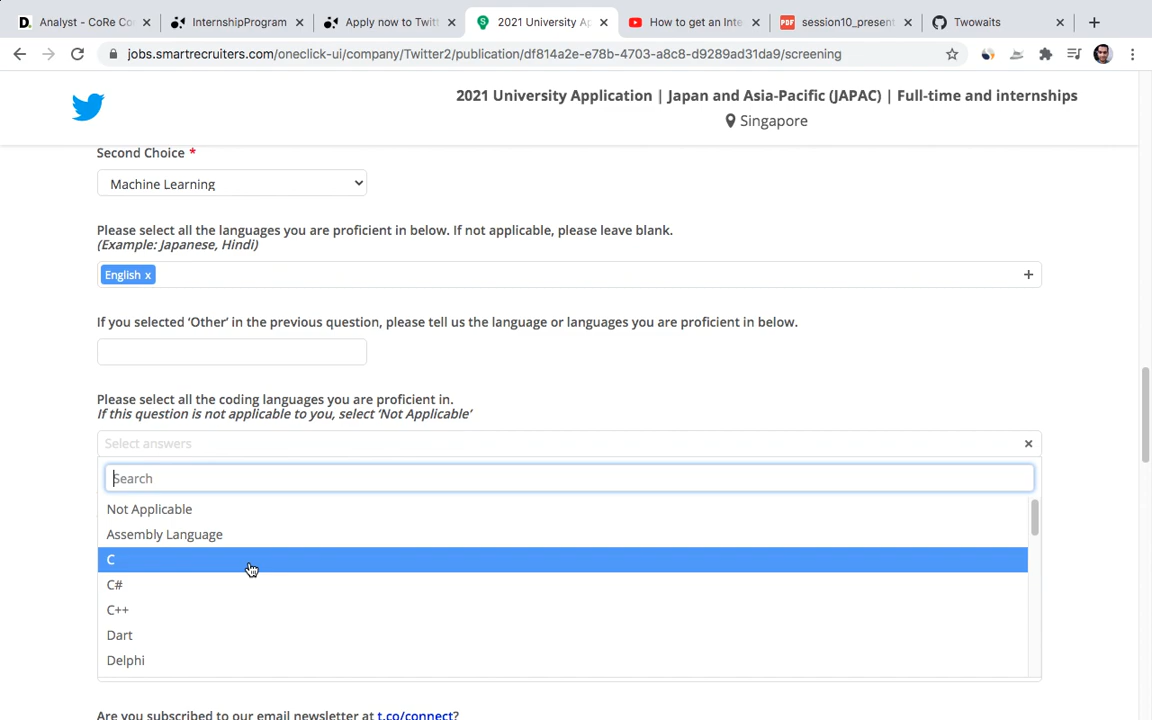 Analyst - CoRe Co
InternshipProgram
Apply now to Twit
2021 University Ap
How to get an Inte
PDF session10_present
Twowaits
jobs.smartrecruiters.com/oneclick-ui/company/Twitter2/publication/df814a2e-e78b-4703-a8c8-d9289ad31da9/screening
2021 University Application | Japan and Asia-Pacific (JAPAC) | Full-time and internships
Singapore
Second Choice *
Machine Learning
Please select all the languages you are proficient in below. If not applicable, please leave blank.
(Example: Japanese, Hindi)
English x
If you selected ‘Other’ in the previous question, please tell us the language or languages you are proficient in below.
Please select all the coding languages you are proficient in.
If this question is not applicable to you, select ‘Not Applicable’
Select answers
Search
Not Applicable
Assembly Language
C
C#
C++
Dart
Delphi
Are you subscribed to our email newsletter at t.co/connect?